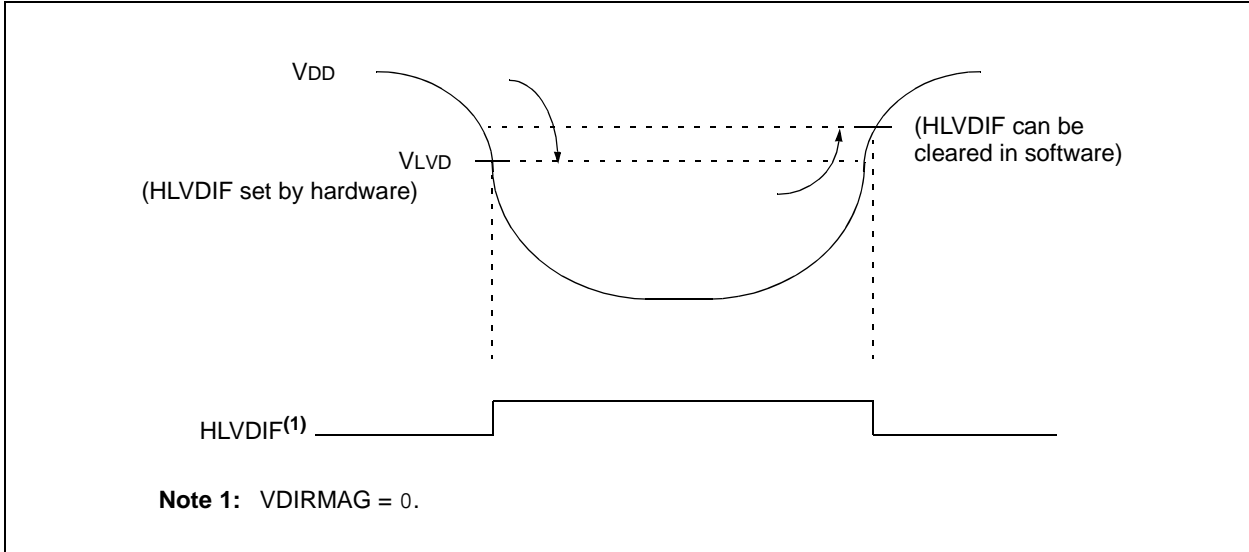 VDD
(HLVDIF can be
cleared in software)
VLVD
(HLVDIF set by hardware)
HLVDIF(1)
Note 1: VDIRMAG = 0.